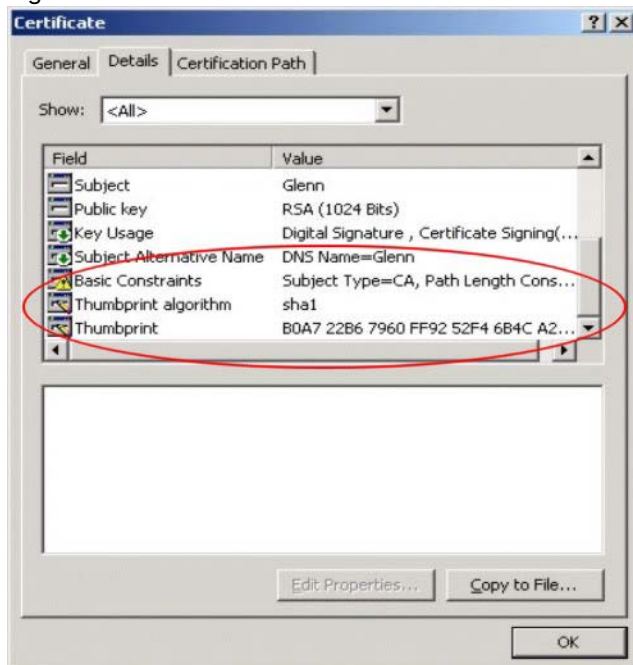 Certificate
General Details Certification Path
Show: <All>
Field Value
Subject Glenn
Public key RSA (1024 Bits)
Key Usage Digital Signature , Certificate Signing(...
Subject Alternative Name DNS Name=Glenn
Basic Constraints Subject Type=CA, Path Length Cons...
Thumbprint algorithm sha1
Thumbprint B0A7 22B6 7960 FF92 52F4 6B4C A2...
Edit Properties... Copy to File...
OK